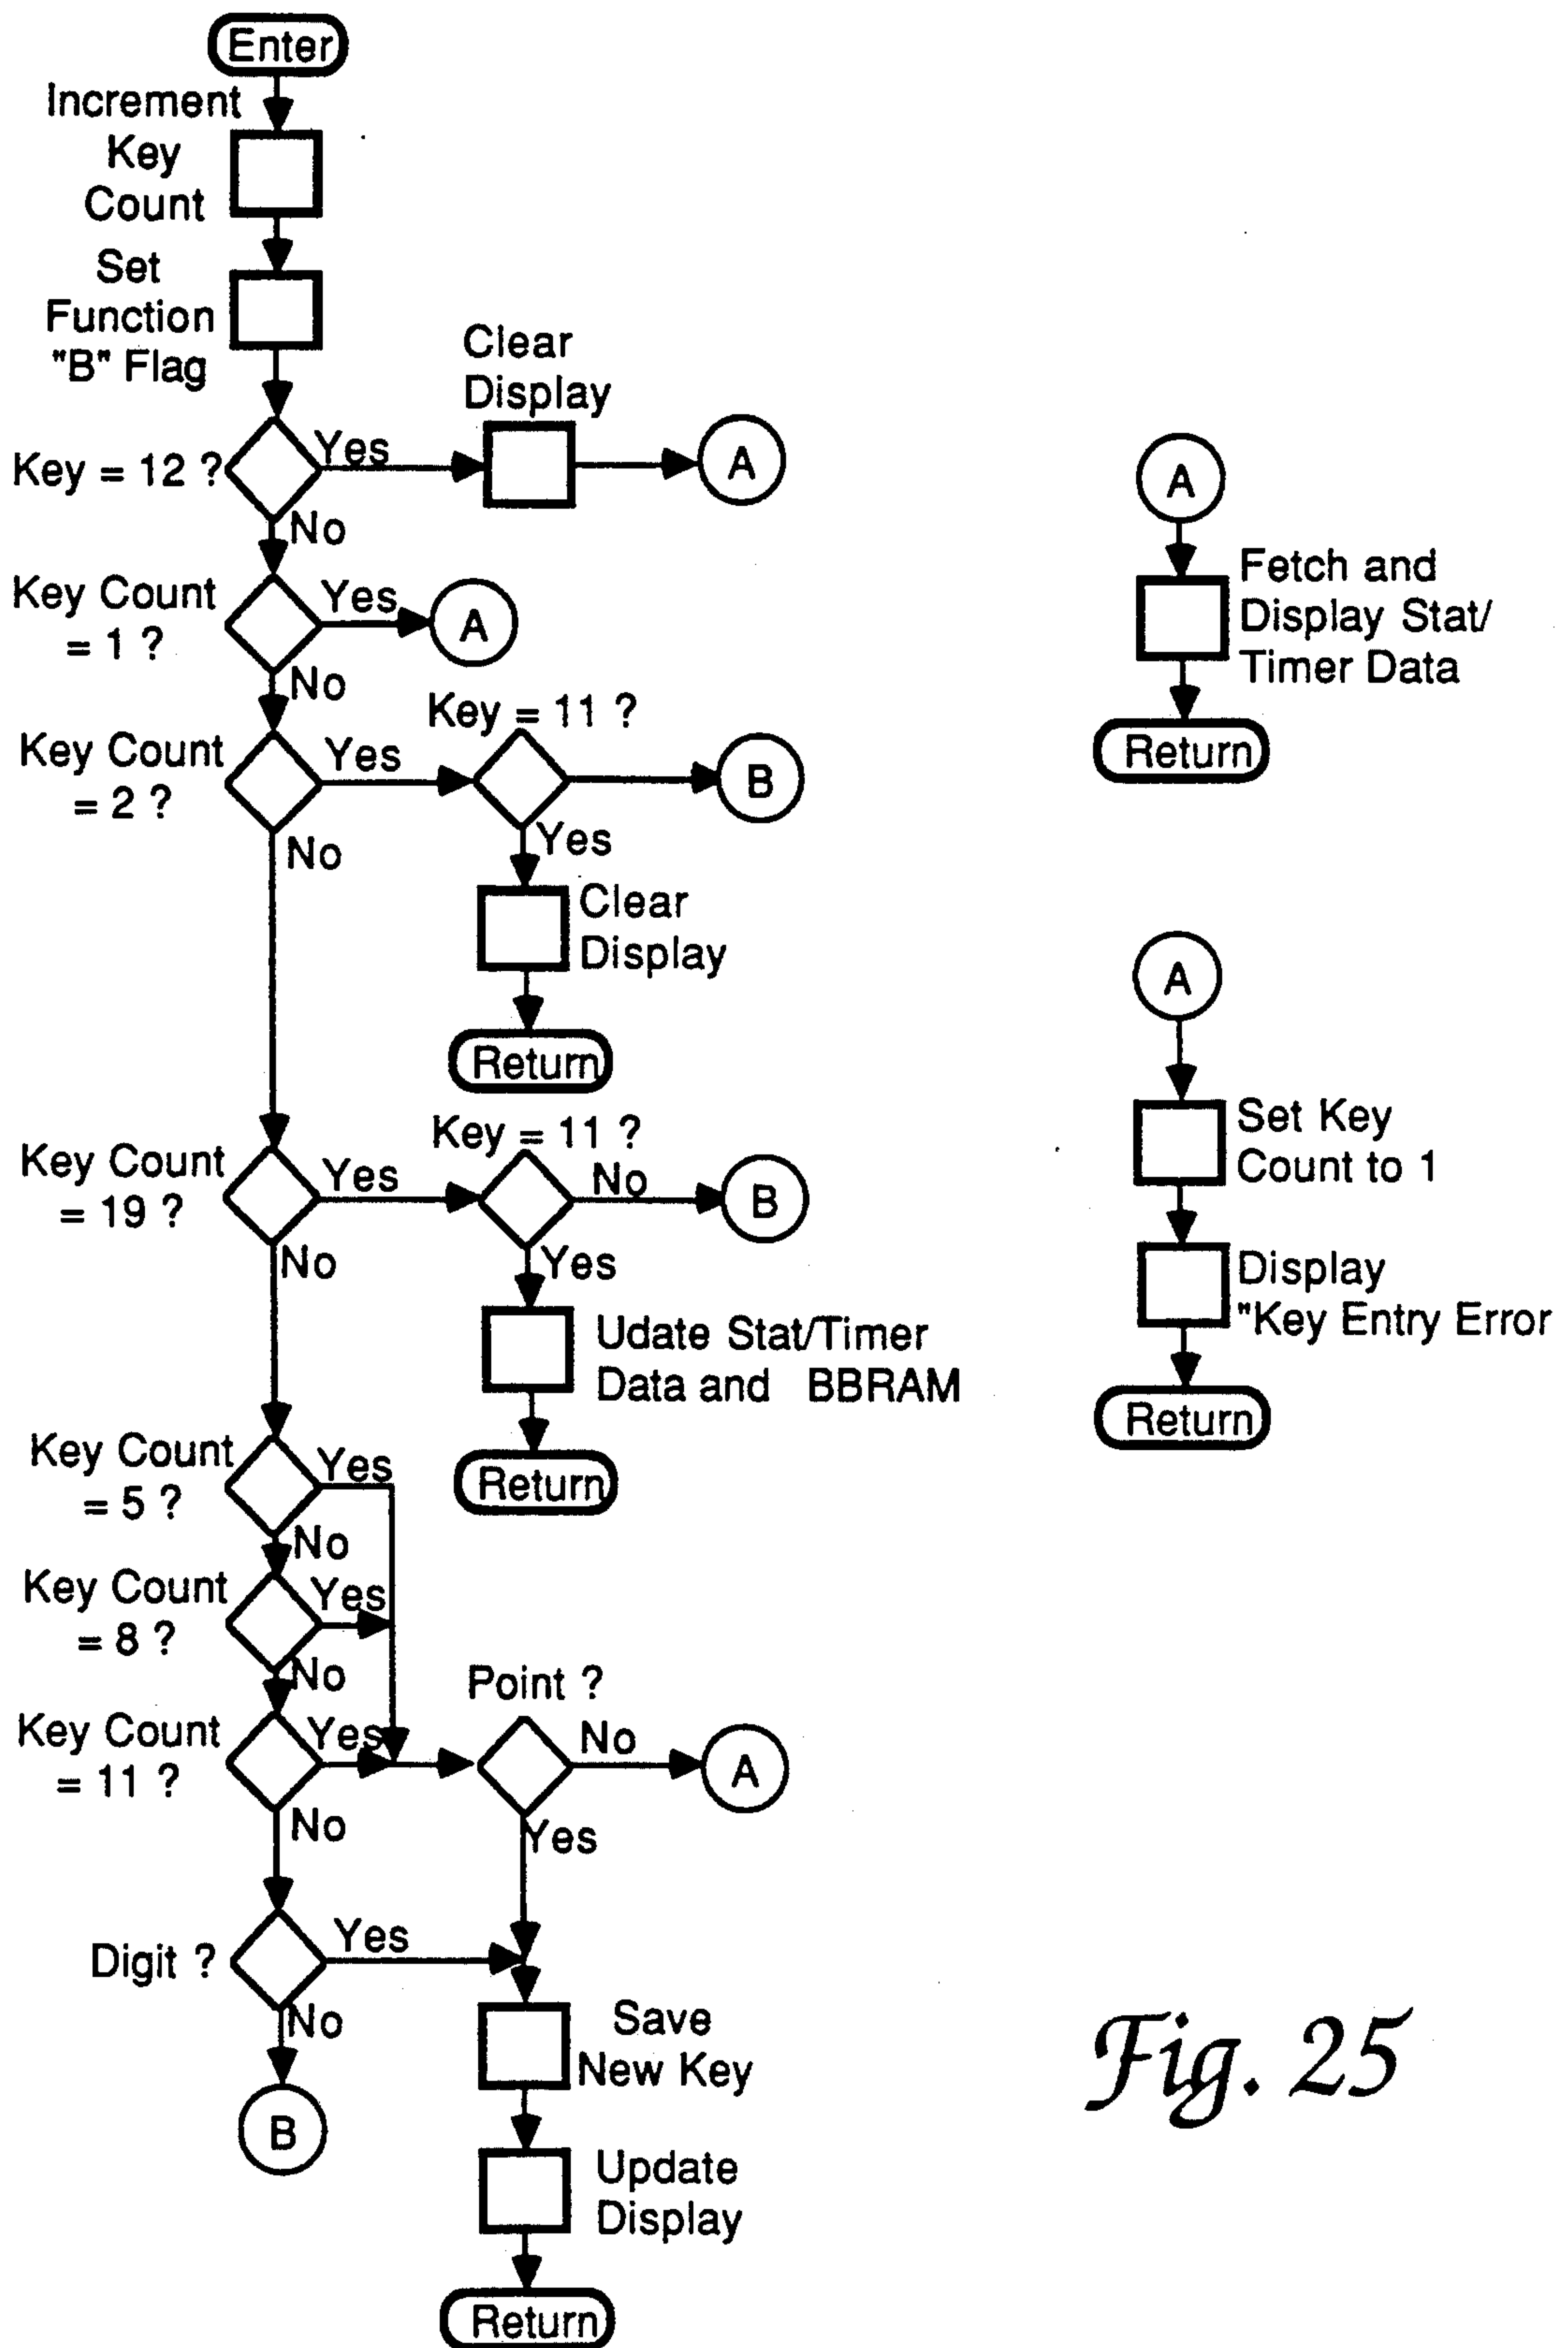 Enter
Increment
Key
Count
Set
Function
"B" Flag
Clear
Display
Key = 12 ?
Yes
A
No
Key Count
= 1 ?
Yes
A
No
Key = 11 ?
Key Count
= 2 ?
Yes
B
No
Yes
Clear
Display
Return
Key = 11 ?
Key Count
= 19 ?
Yes
No
B
No
Yes
Udate Stat/Timer
Data and BBRAM
Return
Key Count
= 5 ?
Yes
No
Key Count
= 8 ?
Yes
No
Point ?
Key Count
= 11 ?
Yes
No
A
No
Yes
Digit ?
Yes
No
B
Save
New Key
Update
Display
Return
A
Fetch and
Display Stat/
Timer Data
Return
A
Set Key
Count to 1
Display
"Key Entry Error
Return
Fig. 25